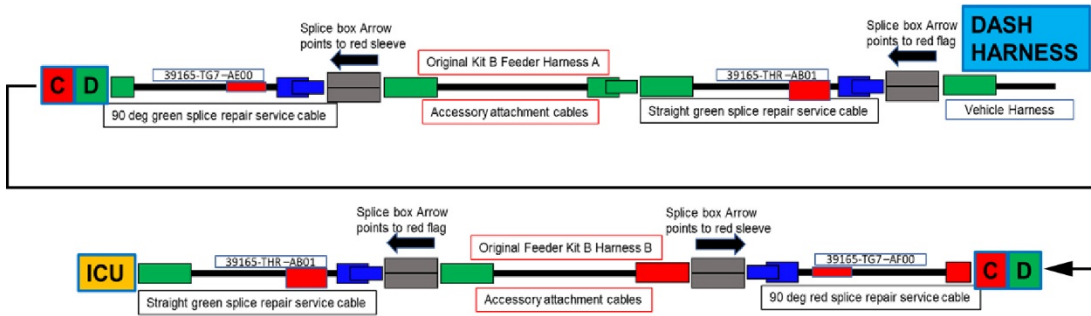 Splice box Arrow
points to red sleeve
Splice box Arrow
points to red flag
DASH
HARNESS
Original Kit B Feeder Harness A
39165-TG7–AE00
39165-THR–AB01
C D
90 deg green splice repair service cable
Accessory attachment cables
Straight green splice repair service cable
Vehicle Harness
Splice box Arrow
points to red flag
Splice box Arrow
points to red sleeve
Original Feeder Kit B Harness B
39165-THR–AB01
39165-TG7–AF00
ICU
C D
Straight green splice repair service cable
Accessory attachment cables
90 deg red splice repair service cable